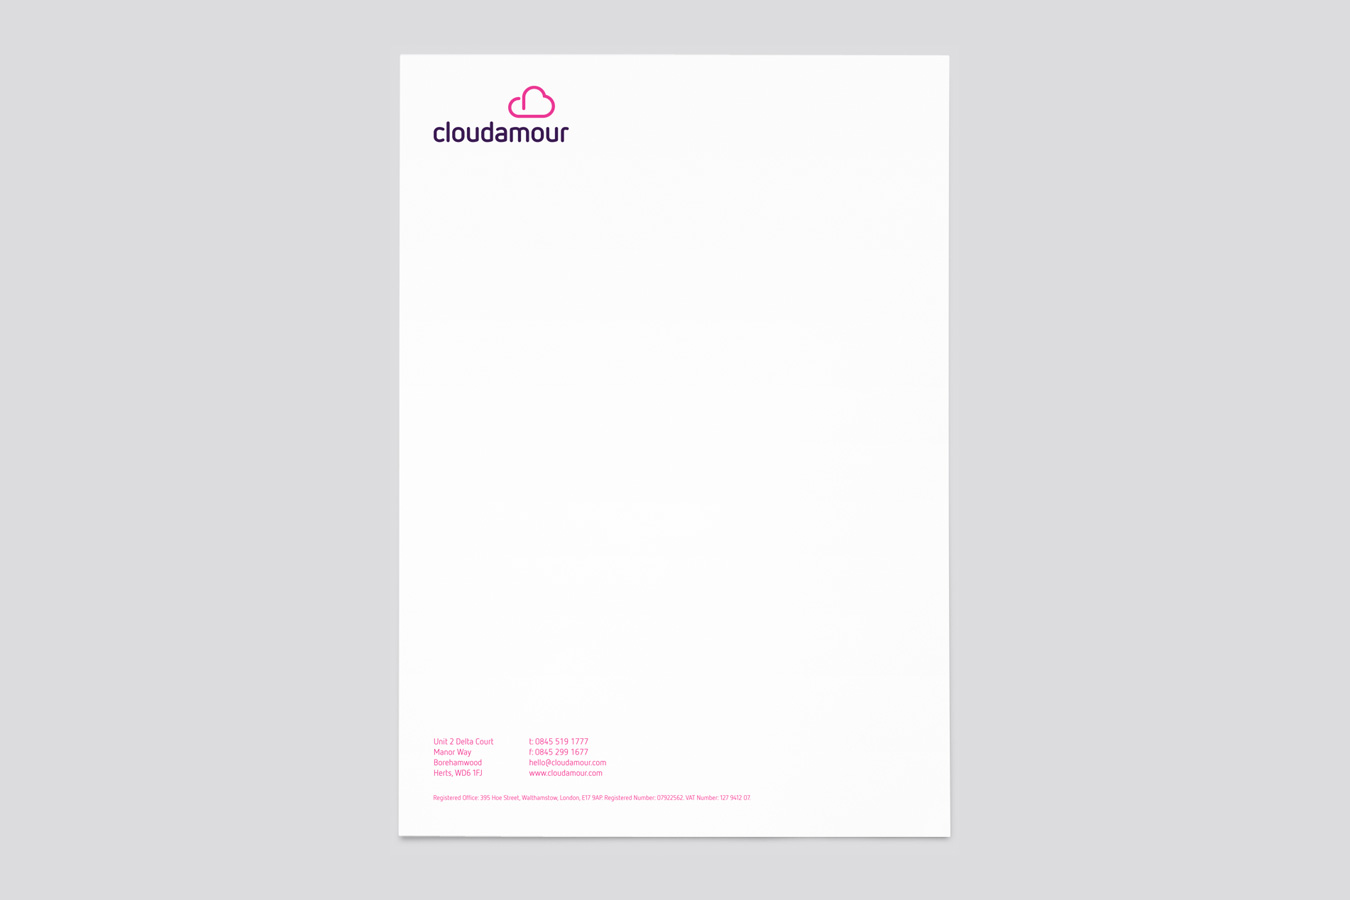 cloudamour
Unit 2 Delta Court
Manor Way
Borehamwood
Herts, WD6 1FJ
t: 0845 519 1777
f: 0845 299 1677
hello@cloudamour.com
www.cloudamour.com
Registered Office: 395 Hoe Street, Walthamstow, London, E17 9AP. Registered Number: 07922562. VAT Number: 127 9412 07